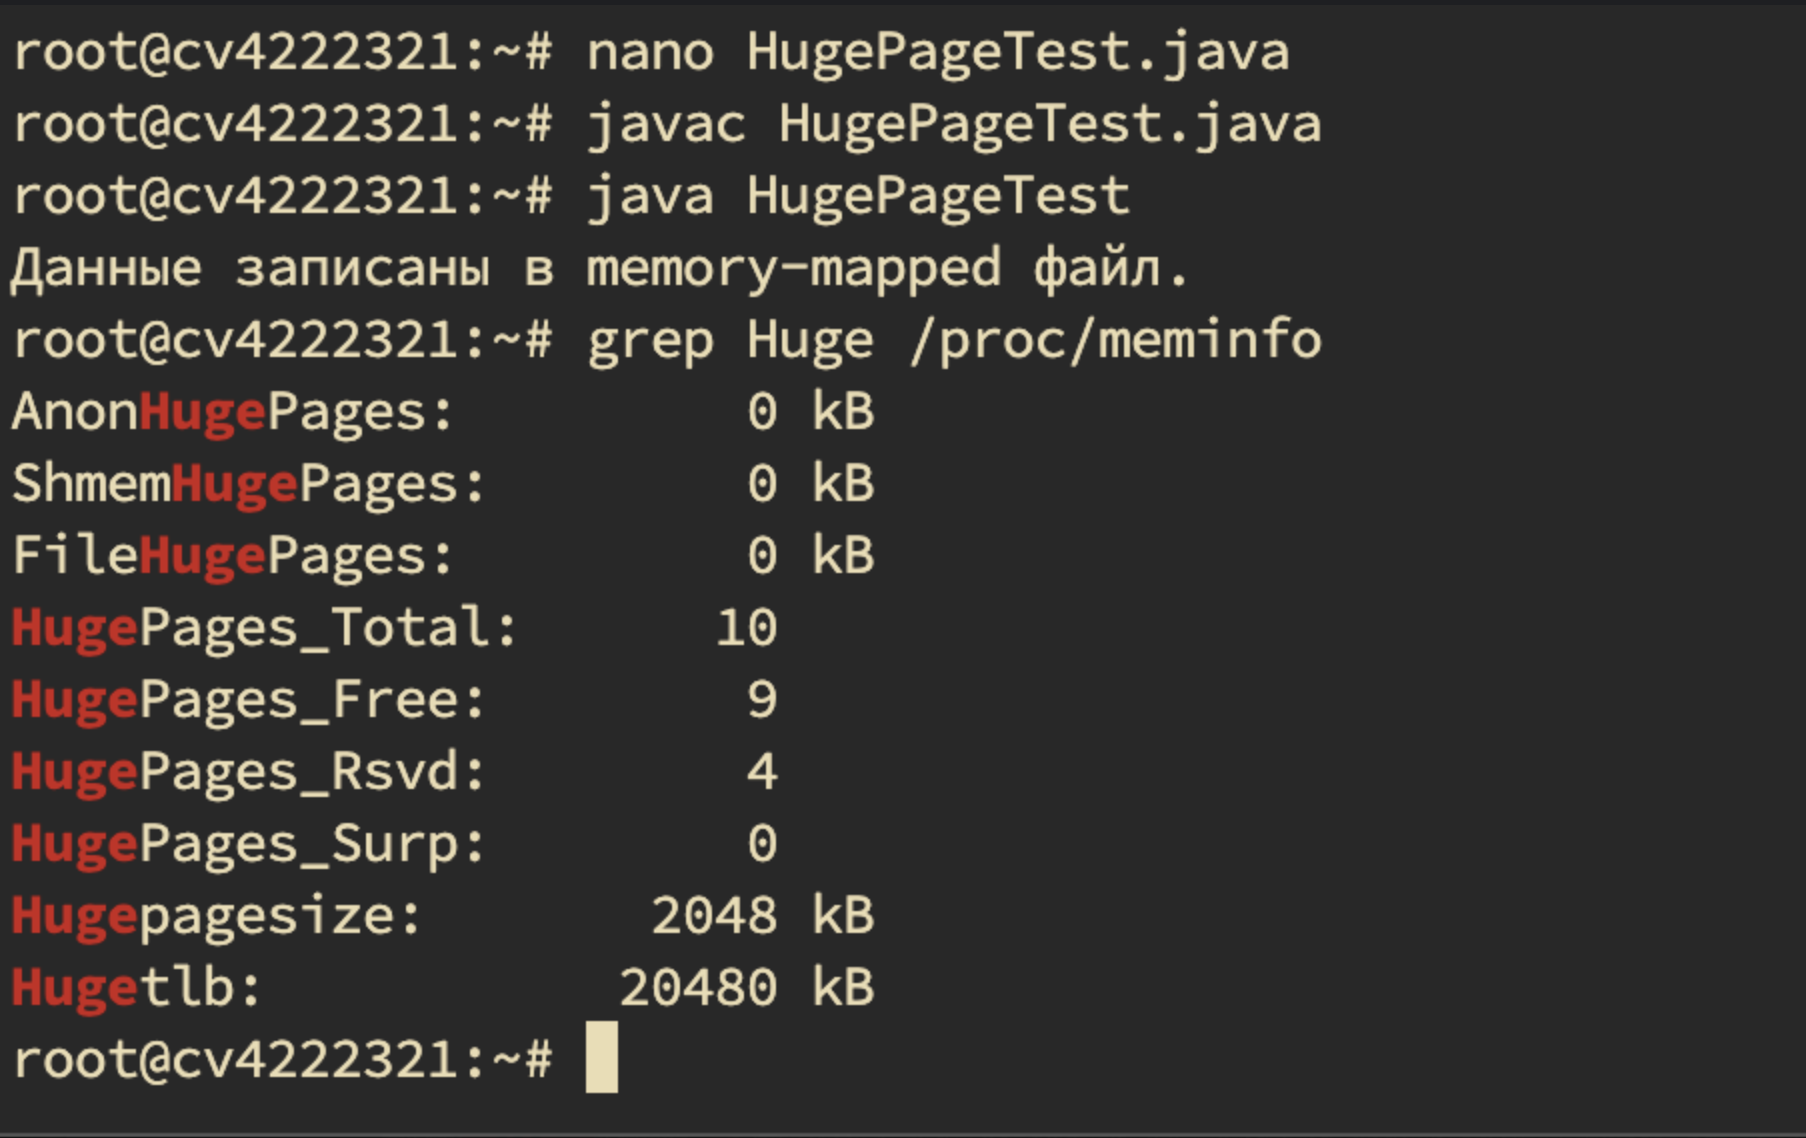 root@cv4222321:~# nano HugePageTest.java
root@cv4222321:~# javac HugePageTest.java
root@cv4222321:~# java HugePageTest
Данные записаны в memory-mapped файл.
root@cv4222321:~# grep Huge /proc/meminfo
AnonHugePages:         0 kB
ShmemHugePages:        0 kB
FileHugePages:         0 kB
HugePages_Total:      10
HugePages_Free:        9
HugePages_Rsvd:        4
HugePages_Surp:        0
Hugepagesize:       2048 kB
Hugetlb:           20480 kB
root@cv4222321:~#